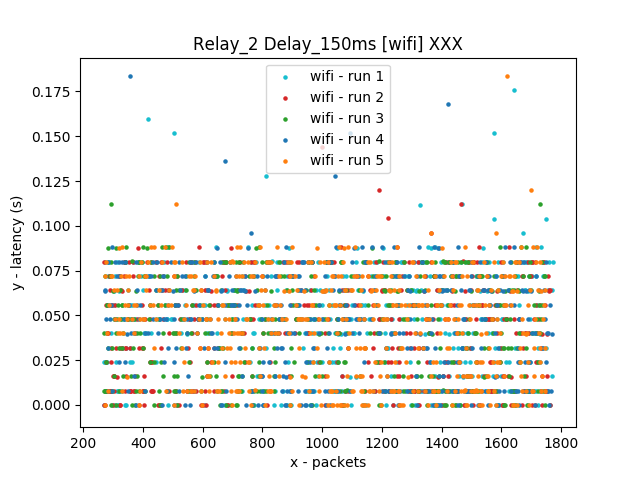 Relay_2 Delay_150ms [wifi] XXX
wifi - run 1
wifi - run 2
wifi - run 3
wifi - run 4
wifi - run 5
y - latency (s)
0.175
0.150
0.125
0.100
0.075
0.050
0.025
0.000
200 400 600 800 1000 1200 1400 1600 1800
x - packets